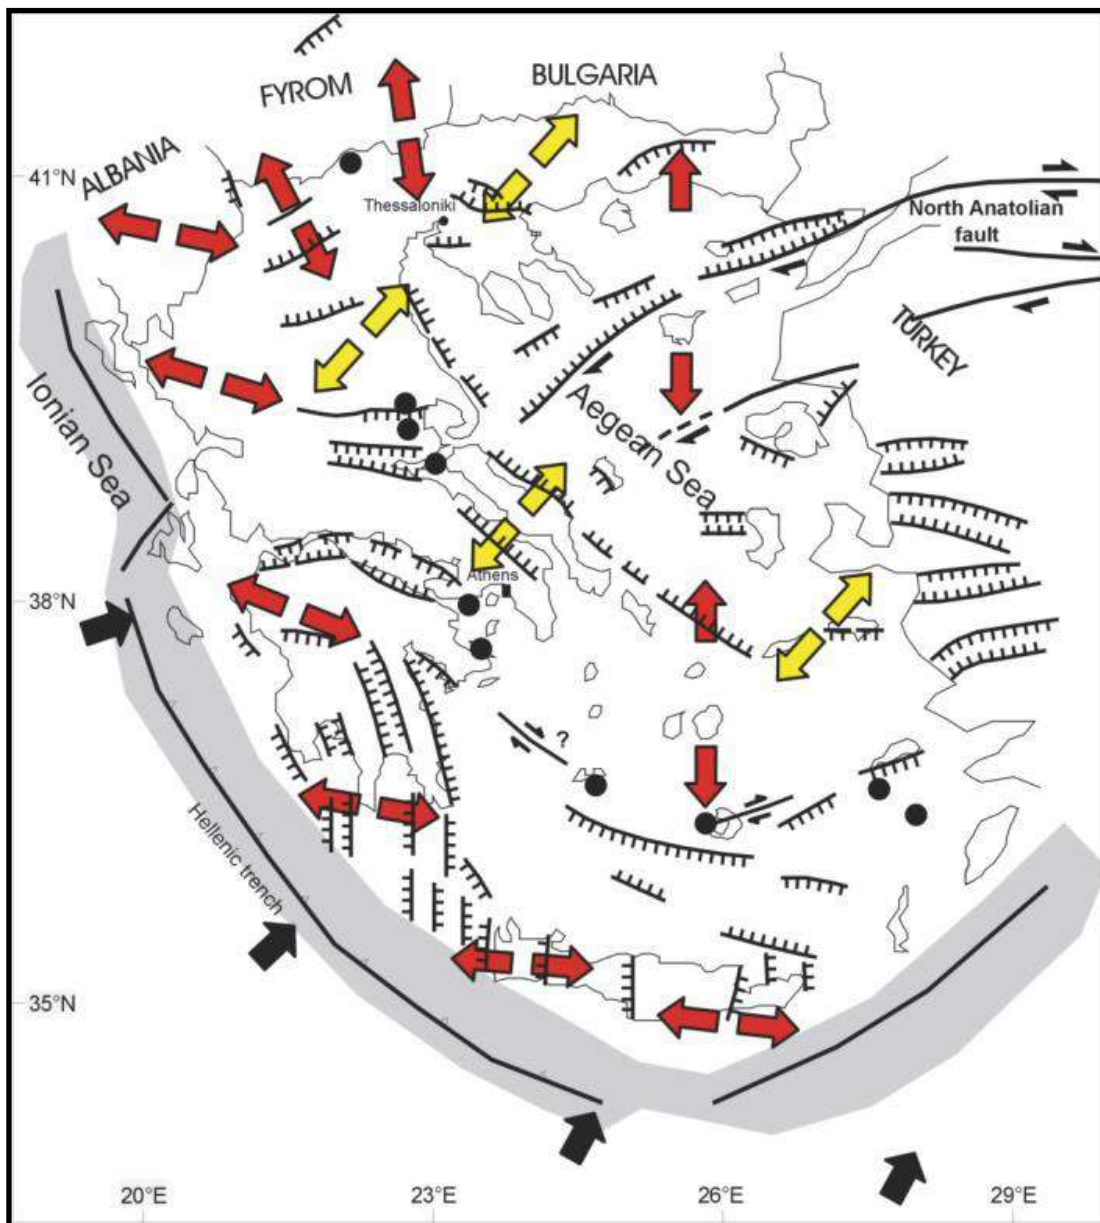 FYROM
BULGARIA
ALBANIA
41°N
Thessaloniki
North Anatolian
fault
TURKEY
Ionian Sea
Aegean Sea
Athens
38°N
?
Hellenic trench
35°N
20°E
23°E
26°E
29°E